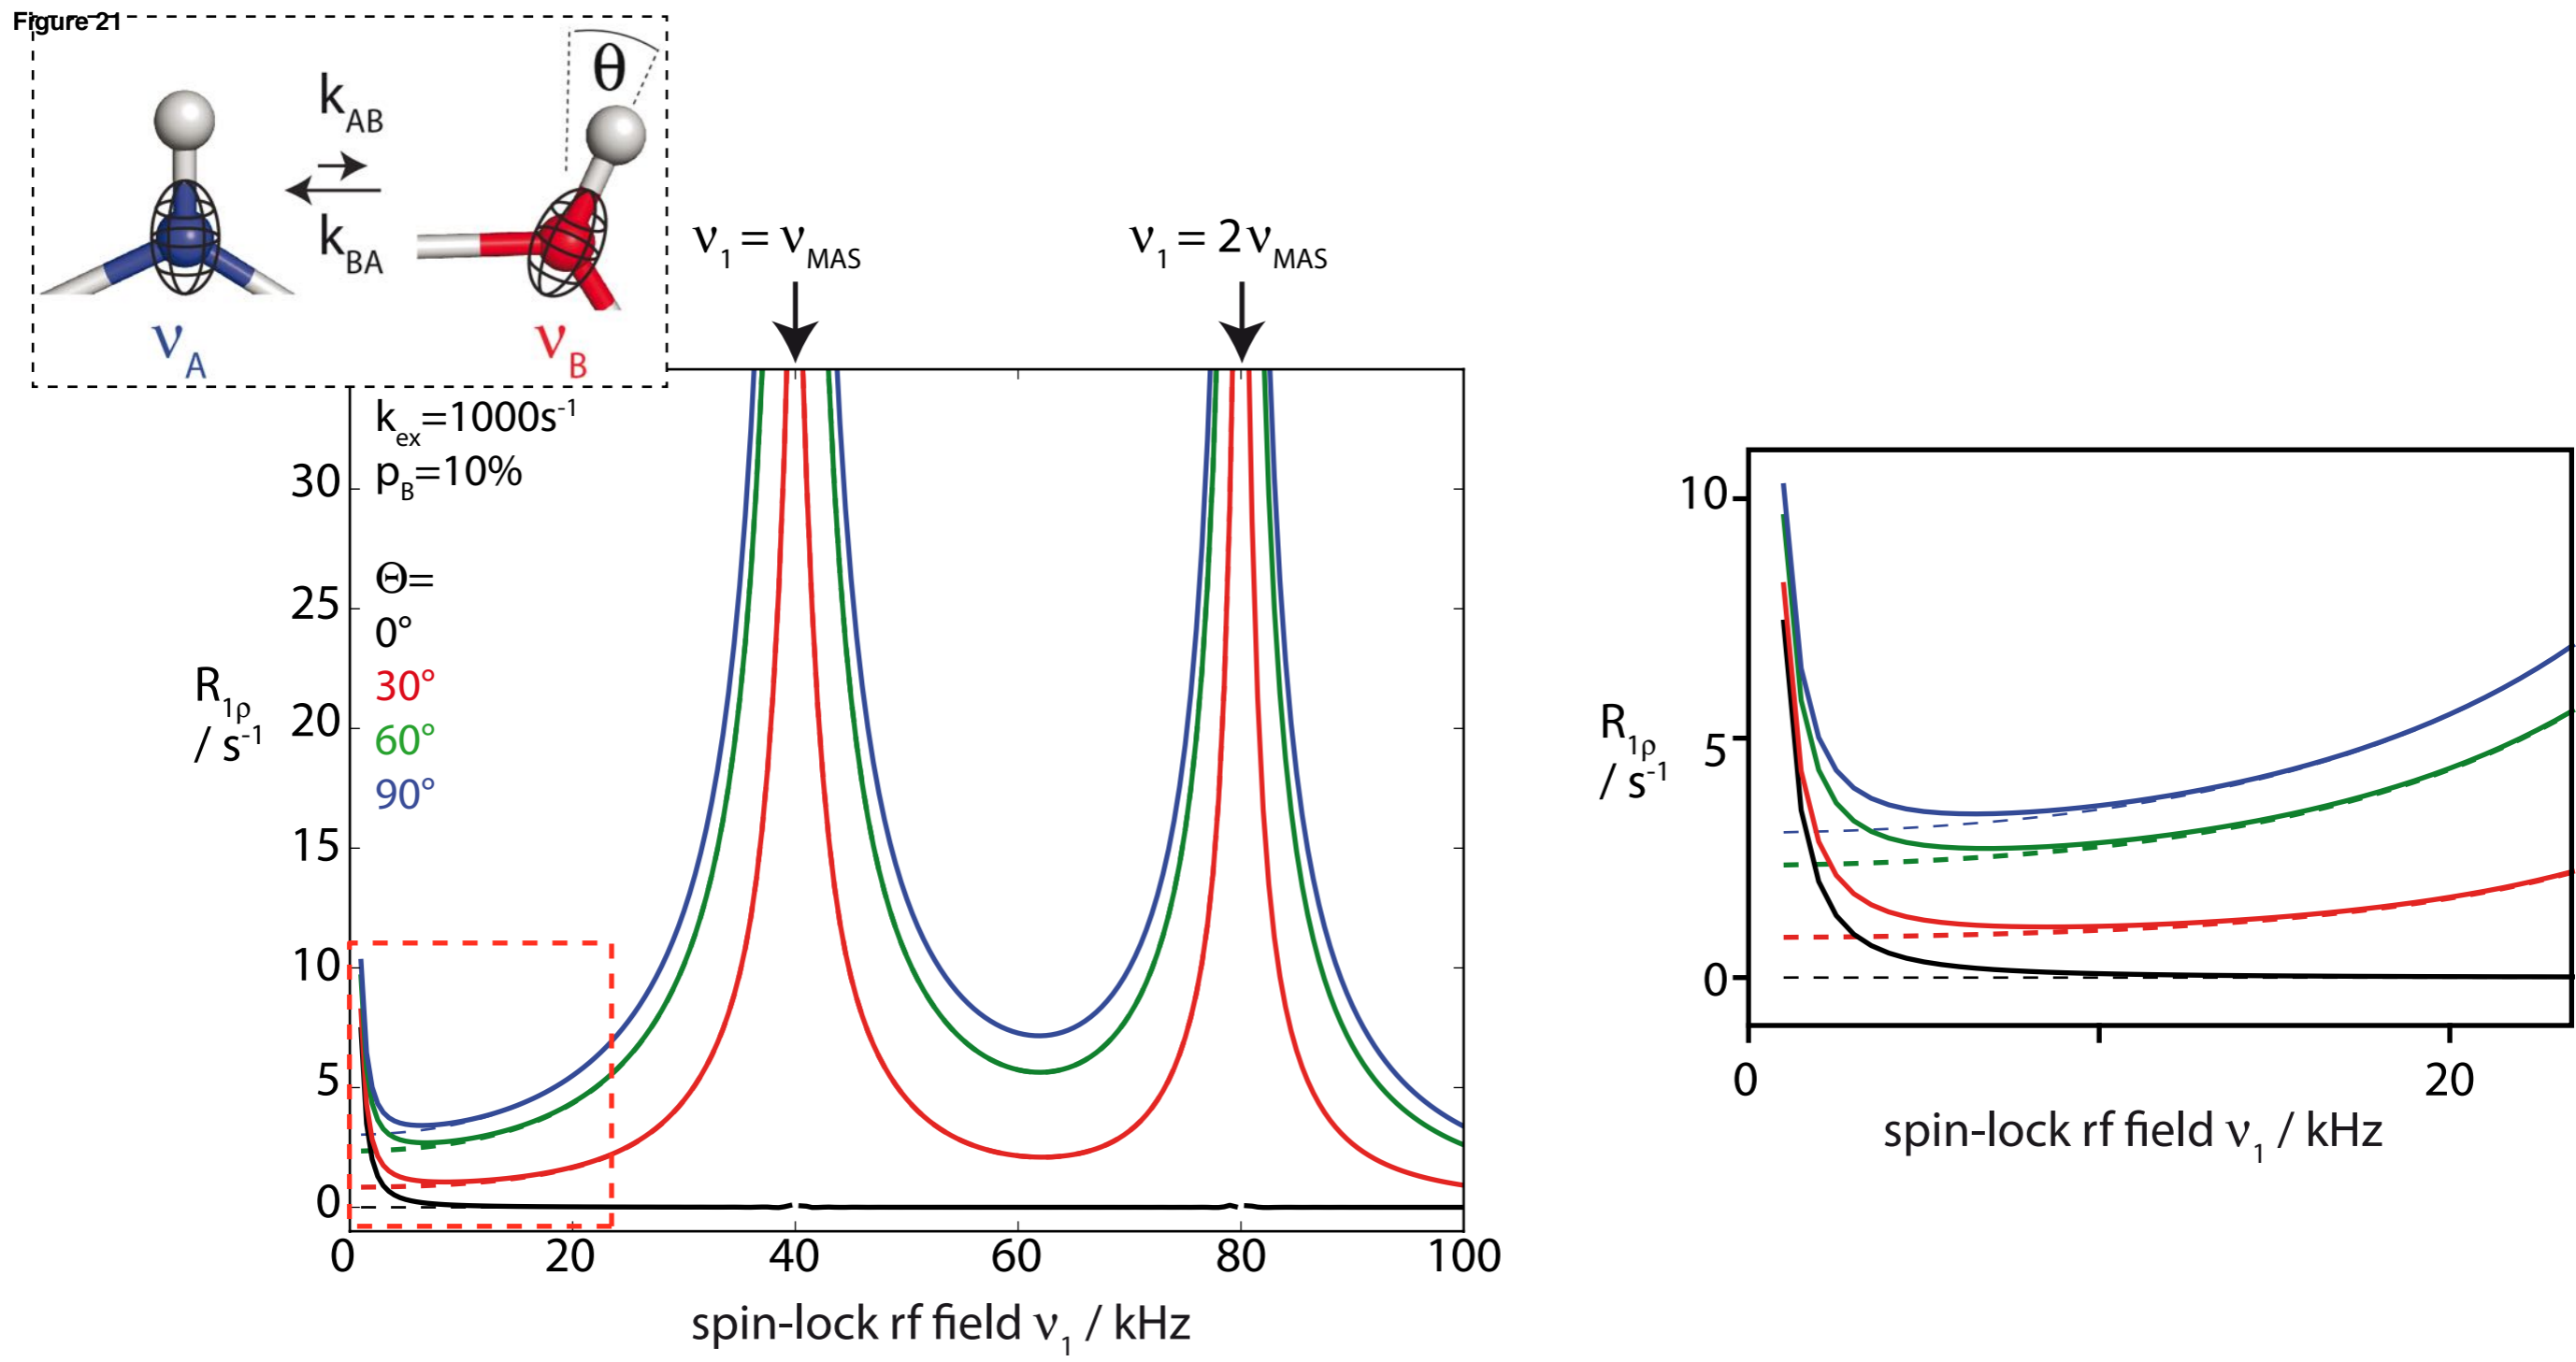 Figure 21
θ
k_AB
k_BA
ν_A
ν_B
ν_1 = ν_MAS
ν_1 = 2ν_MAS
k_ex=1000s^-1
p_B=10%
Θ=
0°
30°
60°
90°
R_1ρ
/ s^-1
30
25
20
15
10
5
0
0 20 40 60 80 100
spin-lock rf field ν_1 / kHz
R_1ρ
/ s^-1
10
5
0
0 20
spin-lock rf field ν_1 / kHz